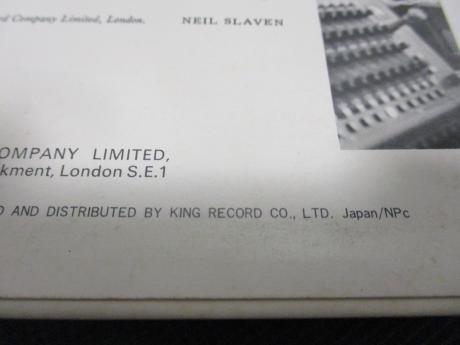 rd Company Limited, London. NEIL SLAVEN
OMPANY LIMITED,
kment, London S.E.1
D AND DISTRIBUTED BY KING RECORD CO., LTD. Japan/NPc